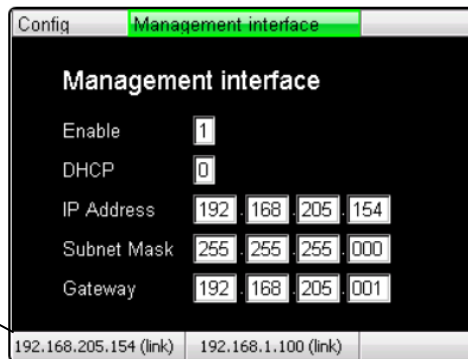 Config Management interface
Management interface
Enable 1
DHCP 0
IP Address 192 . 168 . 205 . 154
Subnet Mask 255 . 255 . 255 . 000
Gateway 192 . 168 . 205 . 001
192.168.205.154 (link) 192.168.1.100 (link)